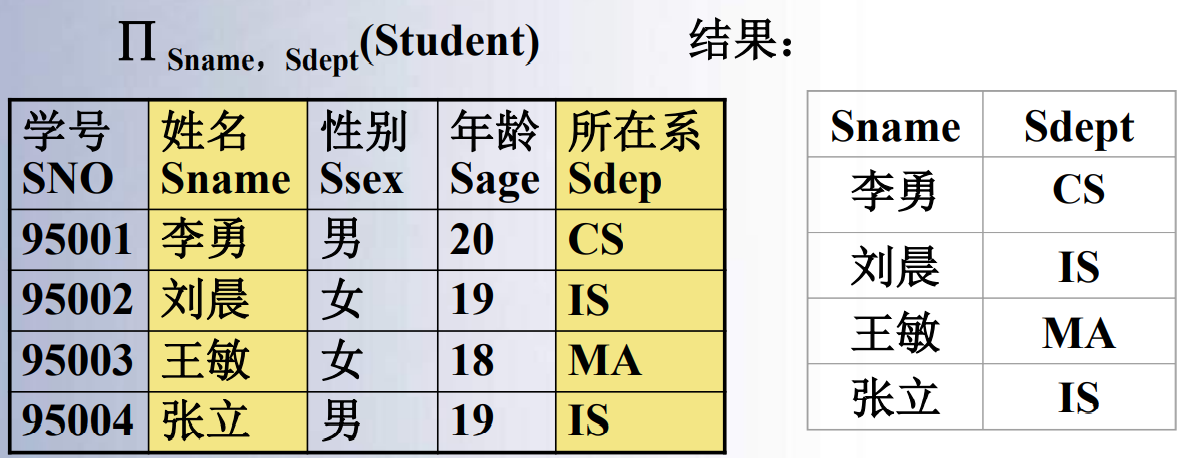 ∏ Sname，Sdept(Student) 结果：
学号 姓名 性别 年龄 所在系
SNO Sname Ssex Sage Sdep
95001 李勇 男 20 CS
95002 刘晨 女 19 IS
95003 王敏 女 18 MA
95004 张立 男 19 IS
Sname Sdept
李勇 CS
刘晨 IS
王敏 MA
张立 IS